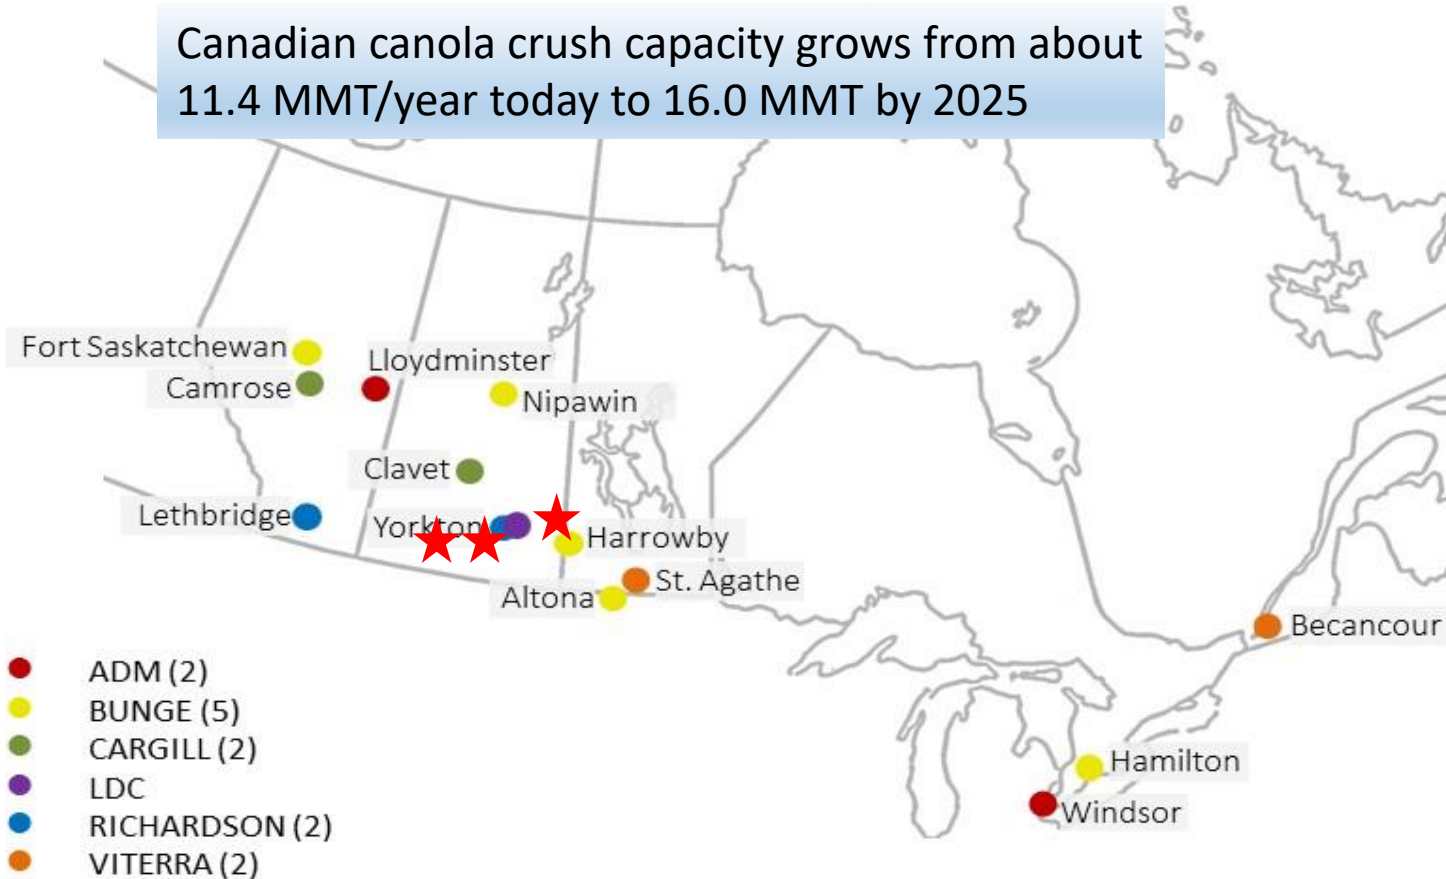 Canadian canola crush capacity grows from about
11.4 MMT/year today to 16.0 MMT by 2025
Fort Saskatchewan
Lloydminster
Camrose
Nipawin
Clavet
Lethbridge
Yorkton
Harrowby
St. Agathe
Altona
Becancour
Hamilton
Windsor
ADM (2)
BUNGE (5)
CARGILL (2)
LDC
RICHARDSON (2)
VITERRA (2)